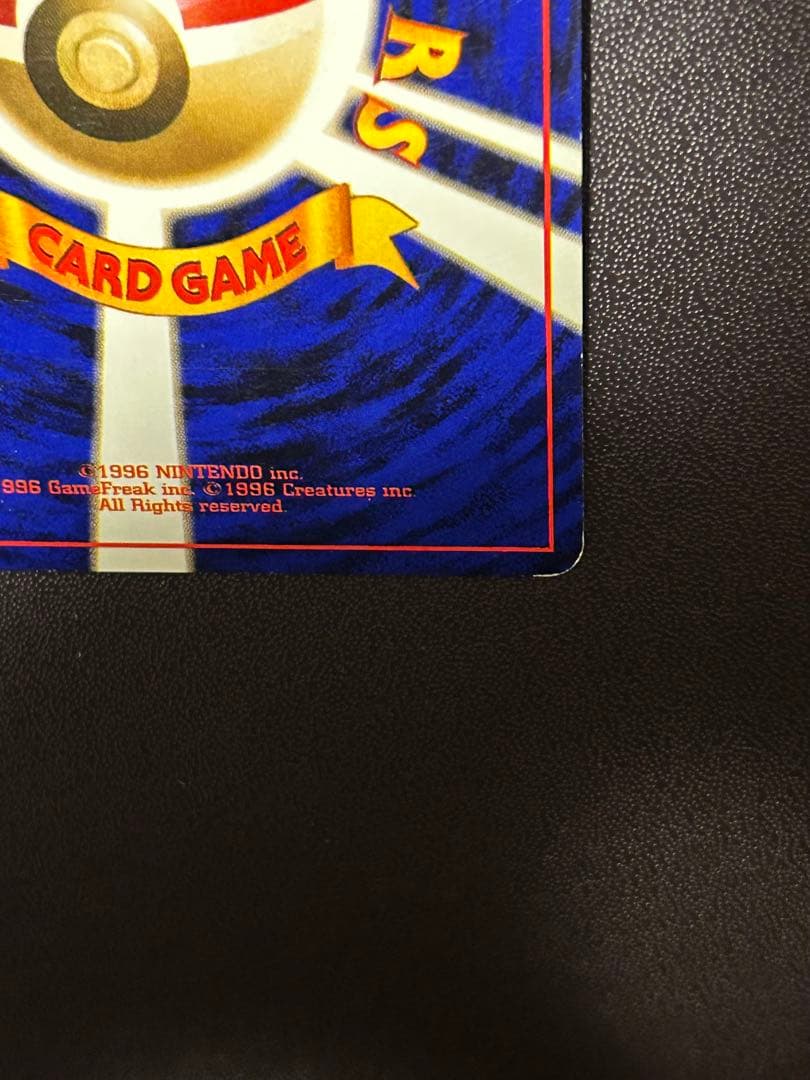 RS
CARD GAME
©1996 NINTENDO inc.
996 GameFreak inc. ©1996 Creatures inc.
All Rights reserved.